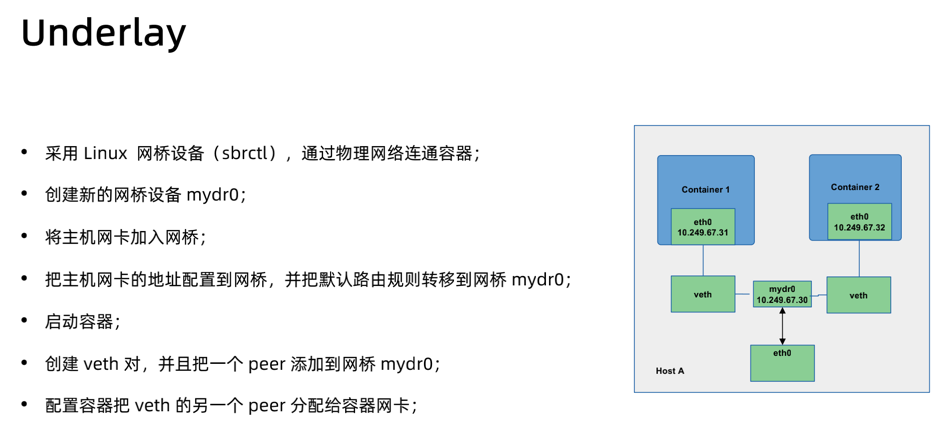 Underlay
• 采用 Linux 网桥设备（sbrctl），通过物理网络连通容器；
• 创建新的网桥设备 mydr0；
• 将主机网卡加入网桥；
• 把主机网卡的地址配置到网桥，并把默认路由规则转移到网桥 mydr0；
• 启动容器；
• 创建 veth 对，并且把一个 peer 添加到网桥 mydr0；
• 配置容器把 veth 的另一个 peer 分配给容器网卡；
Container 1
eth0
10.249.67.31
Container 2
eth0
10.249.67.32
veth
mydr0
10.249.67.30
veth
eth0
Host A